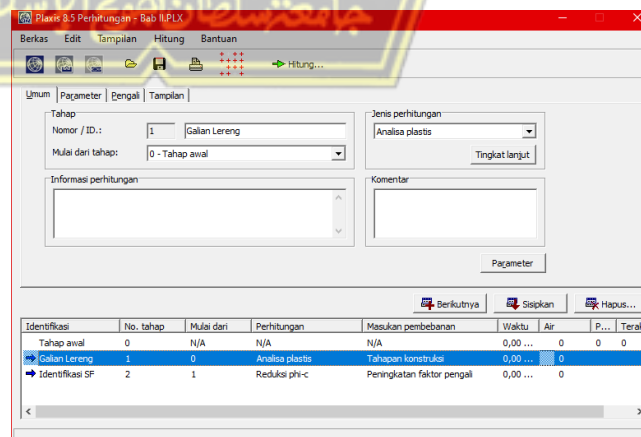 Plaxis 8.5 Perhitungan - Bab II.PLX
Berkas Edit Tampilan Hitung Bantuan
Hitung...
Umum Parameter Pengali Tampilan
Tahap
Nomor / ID.: 1 Galian Lereng
Mulai dari tahap: 0 - Tahap awal
Jenis perhitungan
Analisa plastis
Tingkat lanjut
Informasi perhitungan
Komentar
Parameter
Berikutnya Sisipkan Hapus...
Identifikasi No. tahap Mulai dari Perhitungan Masukan pembebanan Waktu Air P... Terak
Tahap awal 0 N/A N/A N/A 0,00 ... 0 0 0
Galian Lereng 1 0 Analisa plastis Tahapan konstruksi 0,00 ... 0
Identifikasi SF 2 1 Reduksi phi-c Peningkatan faktor pengali 0,00 ... 0